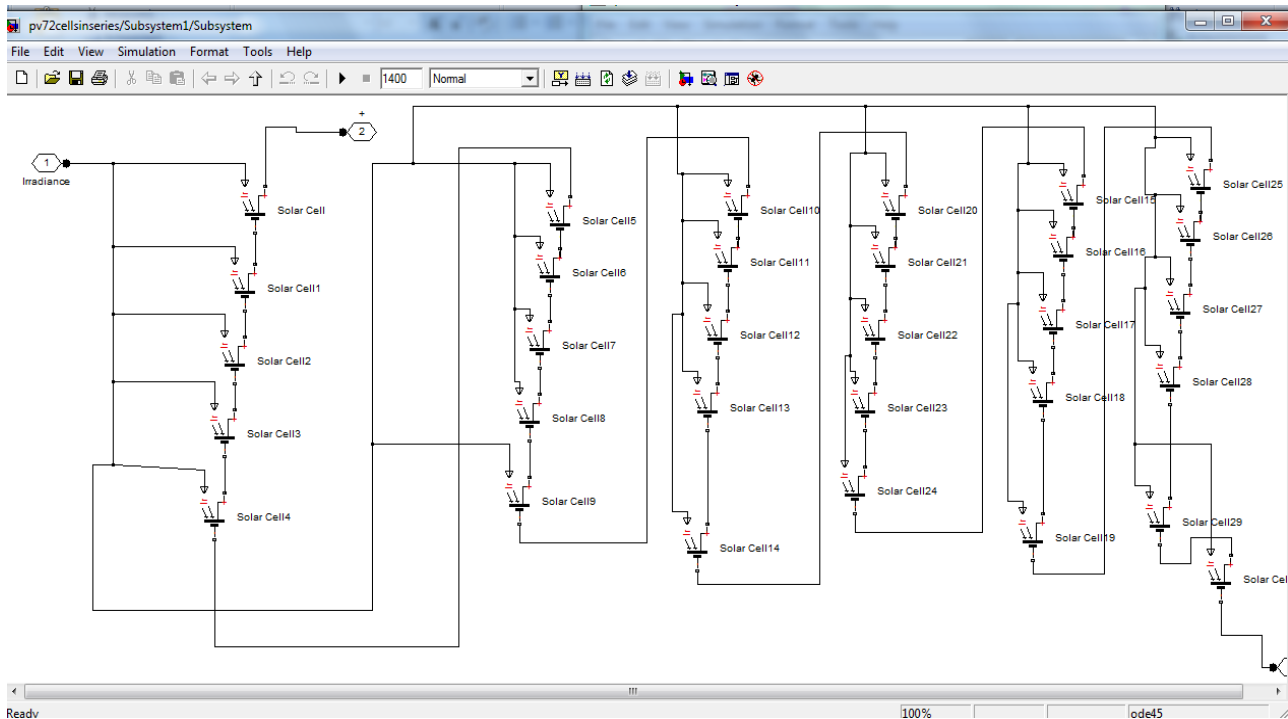 pv72cellsinseries/Subsystem1/Subsystem
File Edit View Simulation Format Tools Help
1400 Normal
+
2
1
Irradiance
Solar Cell
Solar Cell1
Solar Cell2
Solar Cell3
Solar Cell4
Solar Cell5
Solar Cell6
Solar Cell7
Solar Cell8
Solar Cell9
Solar Cell10
Solar Cell11
Solar Cell12
Solar Cell13
Solar Cell14
Solar Cell20
Solar Cell21
Solar Cell22
Solar Cell23
Solar Cell24
Solar Cell15
Solar Cell16
Solar Cell17
Solar Cell18
Solar Cell19
Solar Cell25
Solar Cell26
Solar Cell27
Solar Cell28
Solar Cell29
Solar Cel
Ready 100% ode45